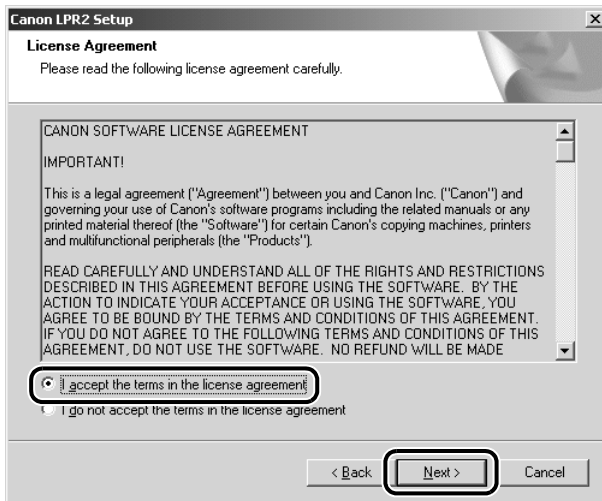 Canon LPR2 Setup
License Agreement
Please read the following license agreement carefully.
CANON SOFTWARE LICENSE AGREEMENT
IMPORTANT!
This is a legal agreement ("Agreement") between you and Canon Inc. ("Canon") and
governing your use of Canon's software programs including the related manuals or any
printed material thereof (the "Software") for certain Canon's copying machines, printers
and multifunctional peripherals (the "Products").
READ CAREFULLY AND UNDERSTAND ALL OF THE RIGHTS AND RESTRICTIONS
DESCRIBED IN THIS AGREEMENT BEFORE USING THE SOFTWARE. BY THE
ACTION TO INDICATE YOUR ACCEPTANCE OR USING THE SOFTWARE, YOU
AGREE TO BE BOUND BY THE TERMS AND CONDITIONS OF THIS AGREEMENT.
IF YOU DO NOT AGREE TO THE FOLLOWING TERMS AND CONDITIONS OF THIS
AGREEMENT, DO NOT USE THE SOFTWARE. NO REFUND WILL BE MADE
I accept the terms in the license agreement
I do not accept the terms in the license agreement
< Back Next > Cancel